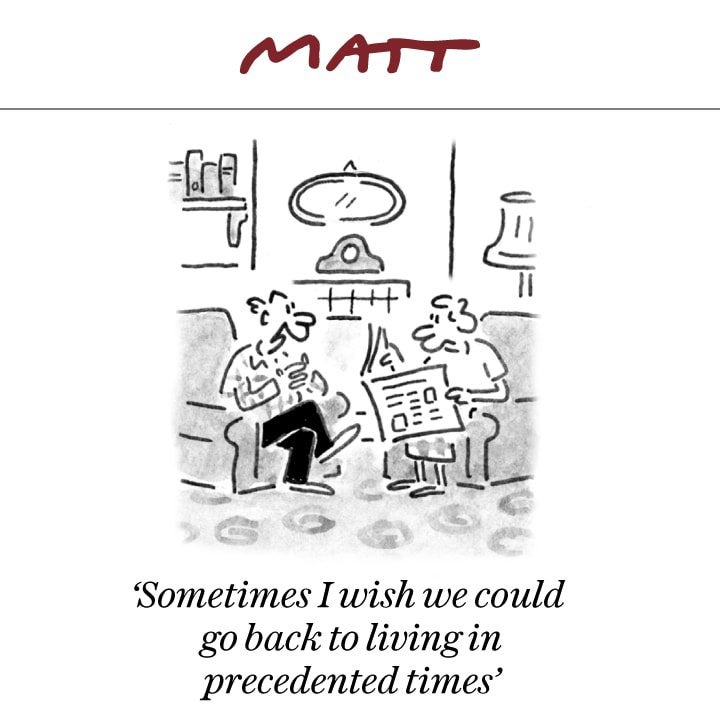 MATT
‘Sometimes I wish we could
go back to living in
precedented times’